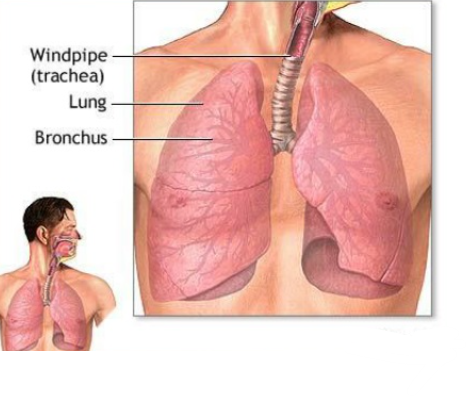 Windpipe
(trachea)
Lung
Bronchus